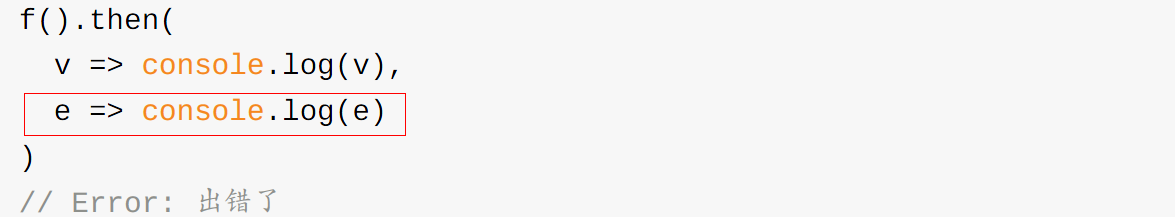 f().then(
  v => console.log(v),
  e => console.log(e)
)
// Error: 出错了